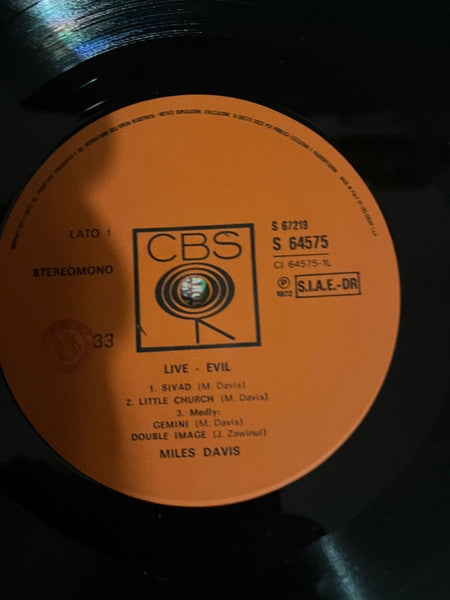 LATO 1
STEREOMONO
33
CBS
S 67219
S 64575
CI 64575-1L
℗ 1972 S.I.A.E.-DR
LIVE - EVIL
1. SIVAD (M. Davis)
2. LITTLE CHURCH (M. Davis)
3. Medly:
GEMINI (M. Davis)
DOUBLE IMAGE (J. Zawinul)
MILES DAVIS